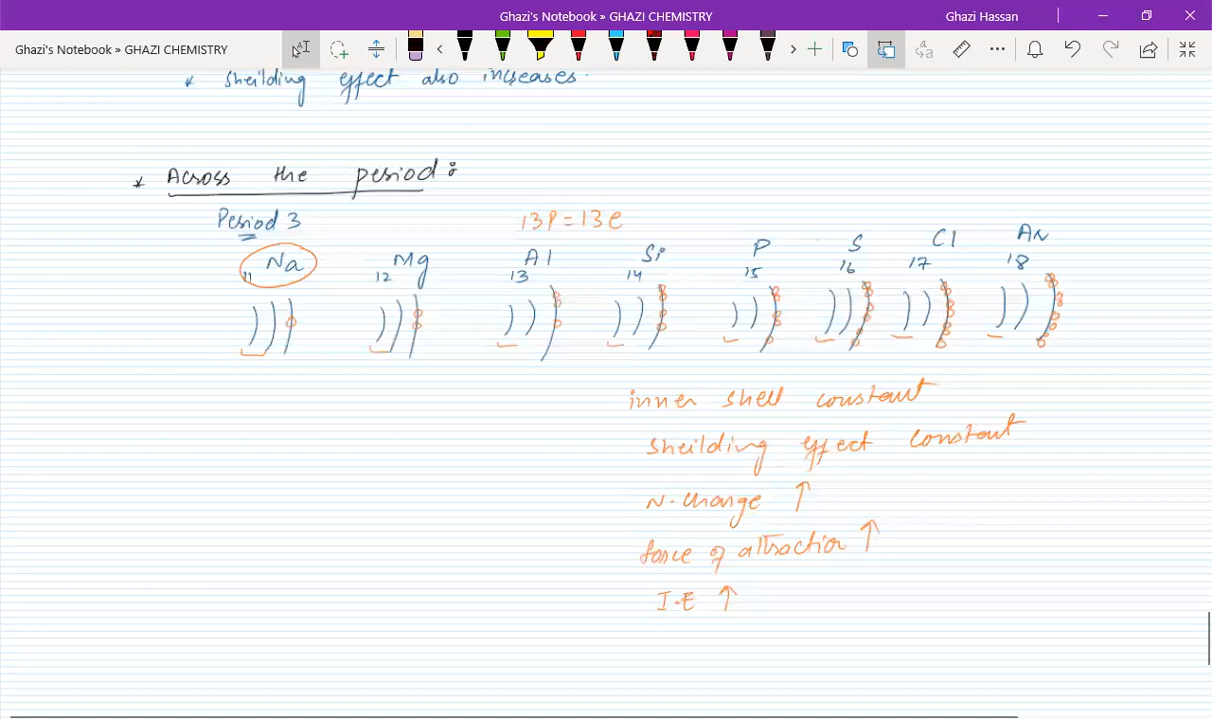 Ghazi's Notebook » GHAZI CHEMISTRY
Ghazi Hassan
Ghazi's Notebook » GHAZI CHEMISTRY
* Sheilding effect also increases.
* Across the period:
Period 3
13P = 13e
11 Na 12 Mg 13 Al 14 Si 15 P 16 S 17 Cl 18 Ar
inner shell constant
Sheilding effect constant
N.charge ↑
force of attraction ↑
I.E ↑